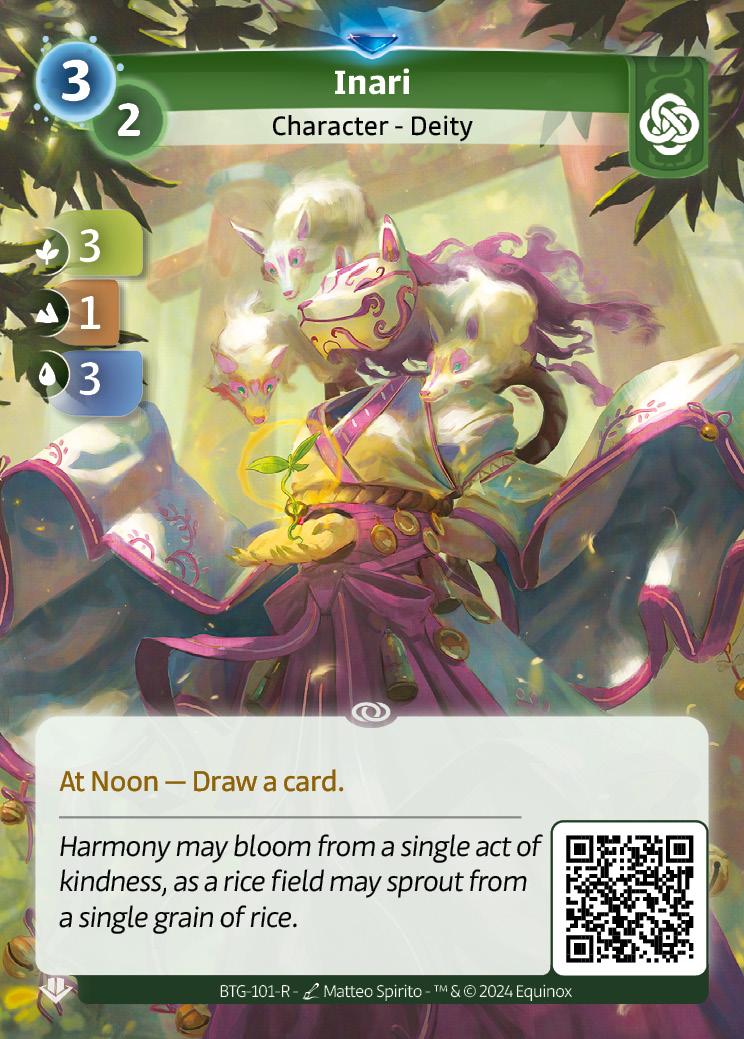 3
Inari
2
Character - Deity
3
1
3
At Noon — Draw a card.
Harmony may bloom from a single act of
kindness, as a rice field may sprout from
a single grain of rice.
BTG-101-R - Matteo Spirito - ™ & © 2024 Equinox